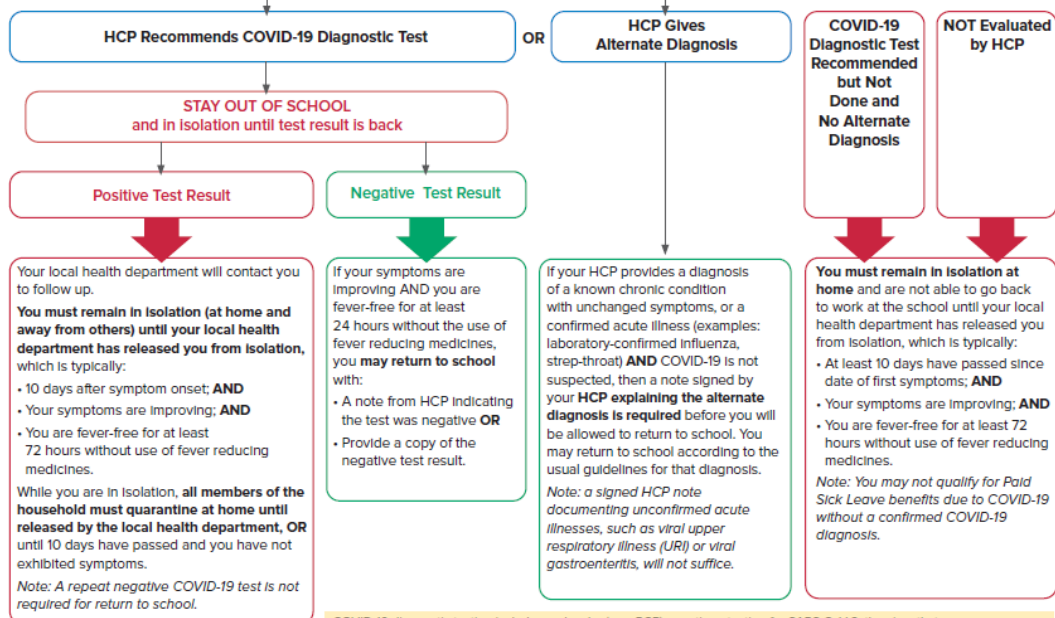 HCP Recommends COVID-19 Diagnostic Test
OR
HCP Gives
Alternate Diagnosis
COVID-19
Diagnostic Test
Recommended
but Not
Done and
No Alternate
Diagnosis
NOT Evaluated
by HCP
STAY OUT OF SCHOOL
and in isolation until test result is back
Positive Test Result
Negative Test Result
Your local health department will contact you
to follow up.
You must remain in isolation (at home and
away from others) until your local health
department has released you from isolation,
which is typically:
• 10 days after symptom onset; AND
• Your symptoms are improving; AND
• You are fever-free for at least
72 hours without use of fever reducing
medicines.
While you are in isolation, all members of the
household must quarantine at home until
released by the local health department, OR
until 10 days have passed and you have not
exhibited symptoms.
Note: A repeat negative COVID-19 test is not
required for return to school.
If your symptoms are
improving AND you are
fever-free for at least
24 hours without the use of
fever reducing medicines,
you may return to school
with:
• A note from HCP indicating
the test was negative OR
• Provide a copy of the
negative test result.
If your HCP provides a diagnosis
of a known chronic condition
with unchanged symptoms, or a
confirmed acute illness (examples:
laboratory-confirmed influenza,
strep-throat) AND COVID-19 is not
suspected, then a note signed by
your HCP explaining the alternate
diagnosis is required before you will
be allowed to return to school. You
may return to school according to the
usual guidelines for that diagnosis.
Note: a signed HCP note
documenting unconfirmed acute
illnesses, such as viral upper
respiratory illness (URI) or viral
gastroenteritis, will not suffice.
You must remain in isolation at
home and are not able to go back
to work at the school until your local
health department has released you
from isolation, which is typically:
• At least 10 days have passed since
date of first symptoms; AND
• Your symptoms are improving; AND
• You are fever-free for at least 72
hours without use of fever reducing
medicines.
Note: You may not qualify for Paid
Sick Leave benefits due to COVID-19
without a confirmed COVID-19
diagnosis.